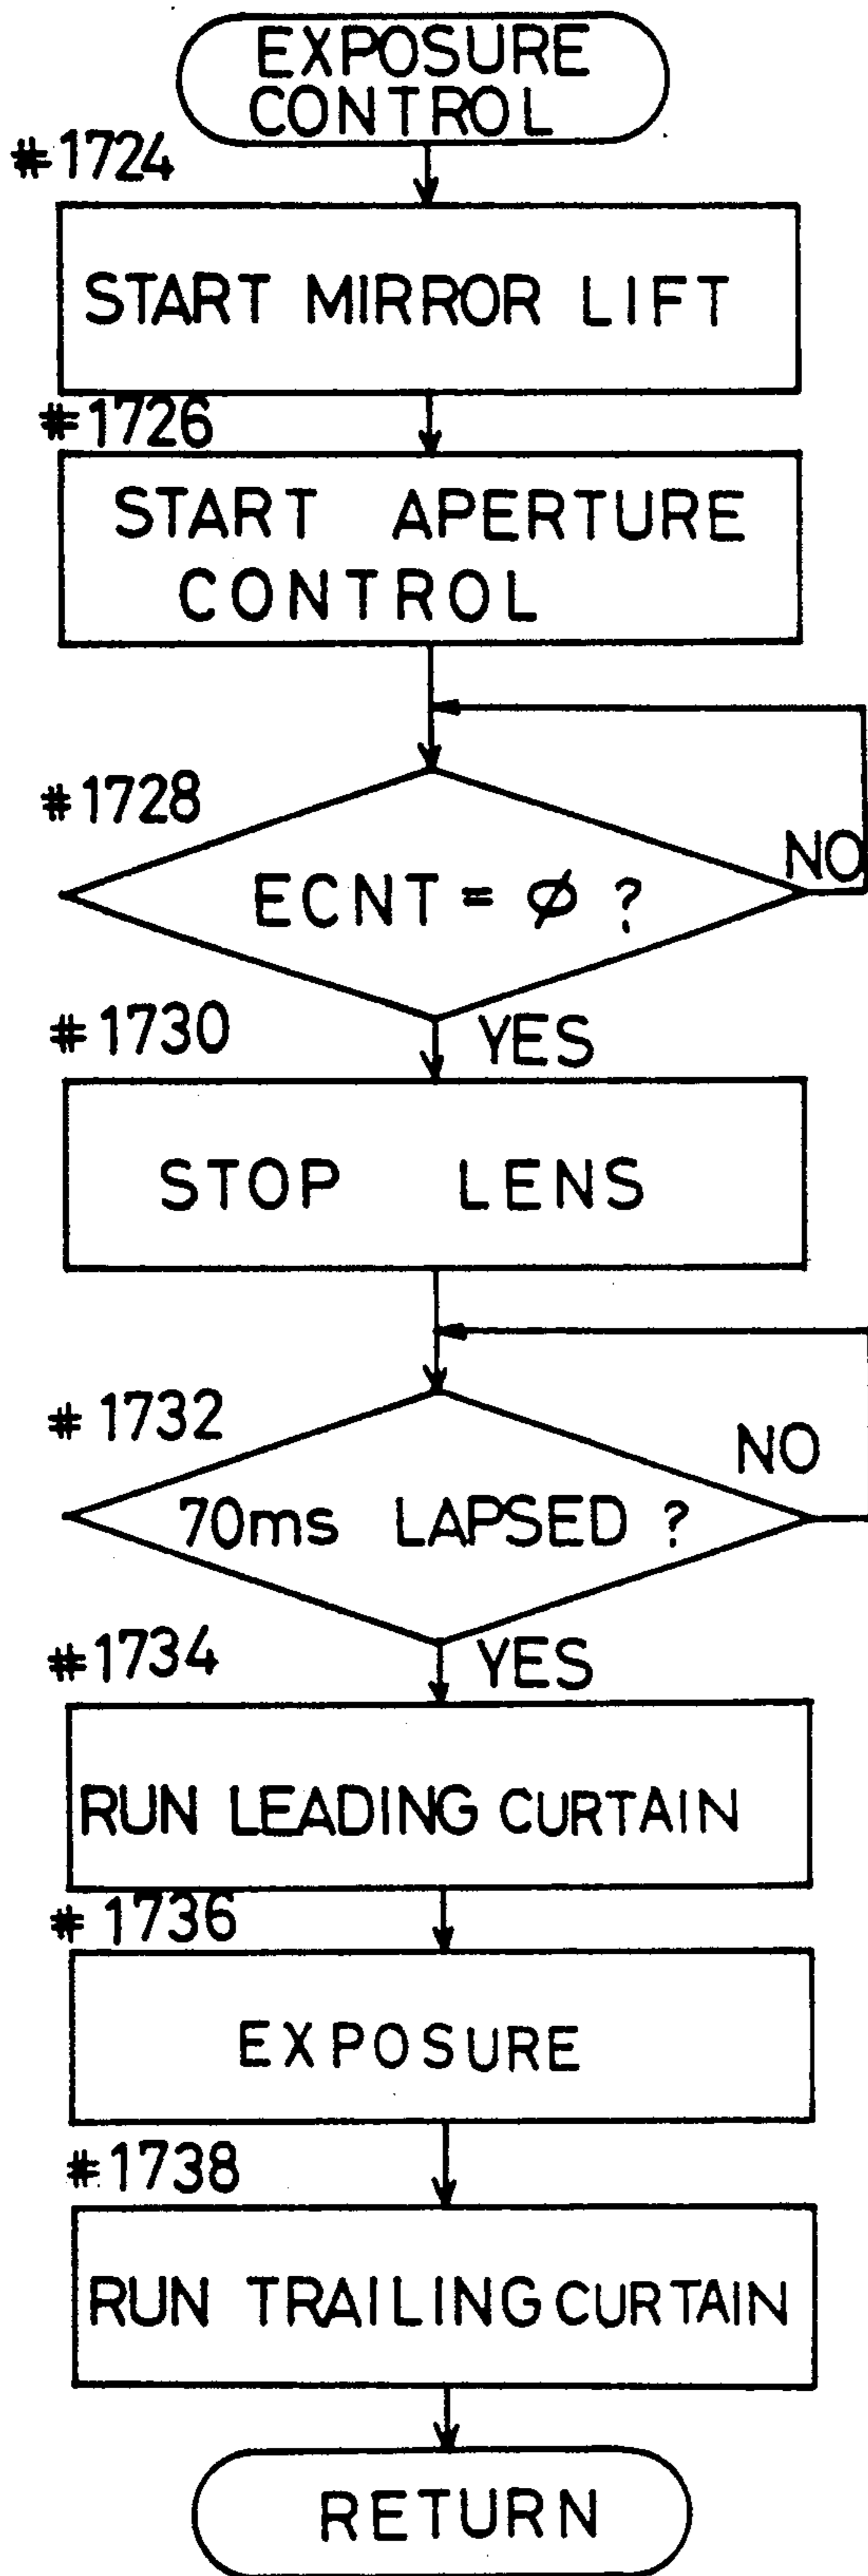 EXPOSURE
CONTROL
#1724
START MIRROR LIFT
#1726
START APERTURE
CONTROL
#1728
ECNT = Ø ?
NO
#1730
YES
STOP LENS
#1732
70ms LAPSED ?
NO
#1734
YES
RUN LEADING CURTAIN
#1736
EXPOSURE
#1738
RUN TRAILING CURTAIN
RETURN